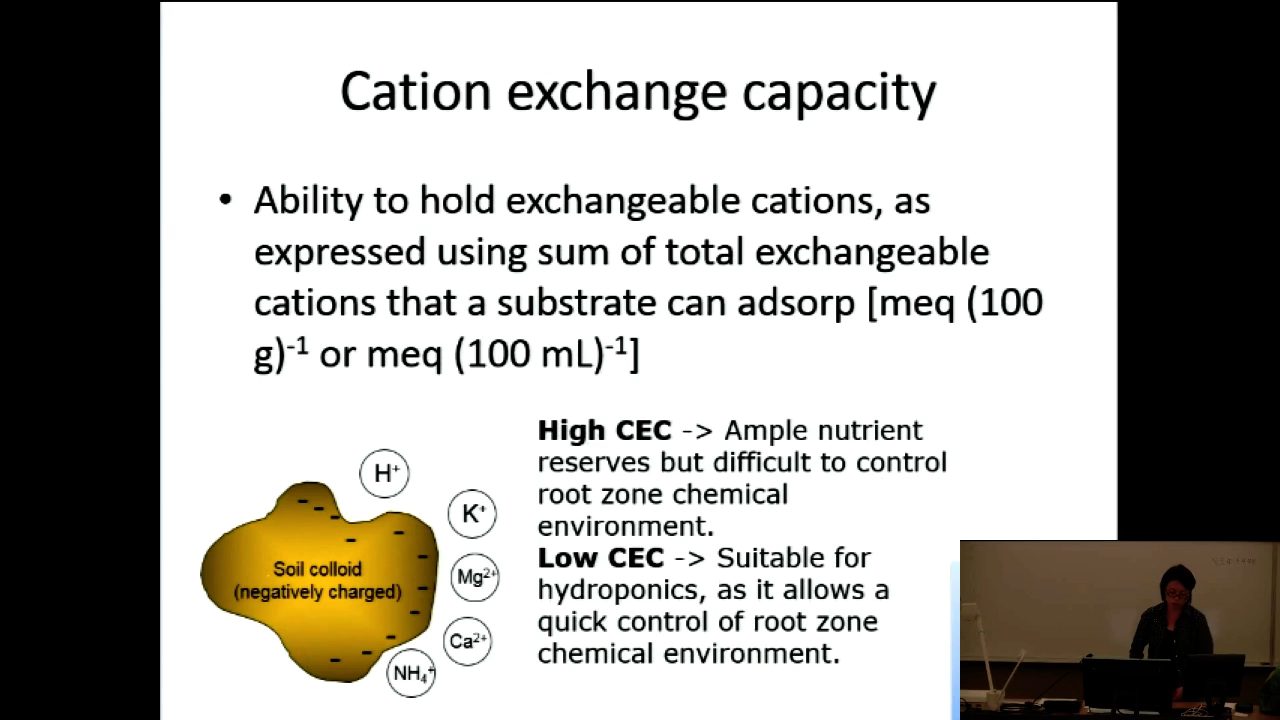 Cation exchange capacity
• Ability to hold exchangeable cations, as
expressed using sum of total exchangeable
cations that a substrate can adsorp [meq (100
g)⁻¹ or meq (100 mL)⁻¹]
High CEC -> Ample nutrient
reserves but difficult to control
root zone chemical
environment.
Low CEC -> Suitable for
hydroponics, as it allows a
quick control of root zone
chemical environment.
H⁺
K⁺
Mg²⁺
Ca²⁺
NH₄⁺
Soil colloid
(negatively charged)